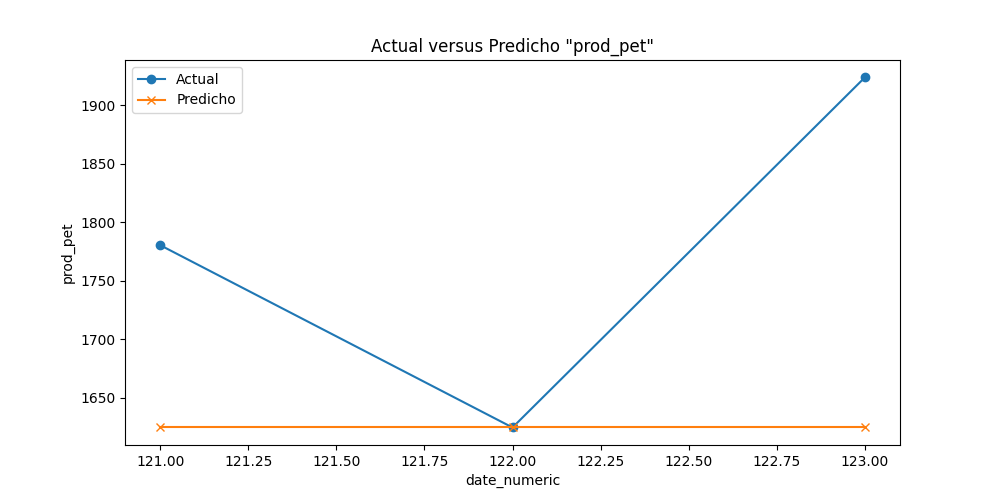 Actual versus Predicho "prod_pet"
Actual
Predicho
1900
1850
1800
1750
1700
1650
prod_pet
121.00 121.25 121.50 121.75 122.00 122.25 122.50 122.75 123.00
date_numeric